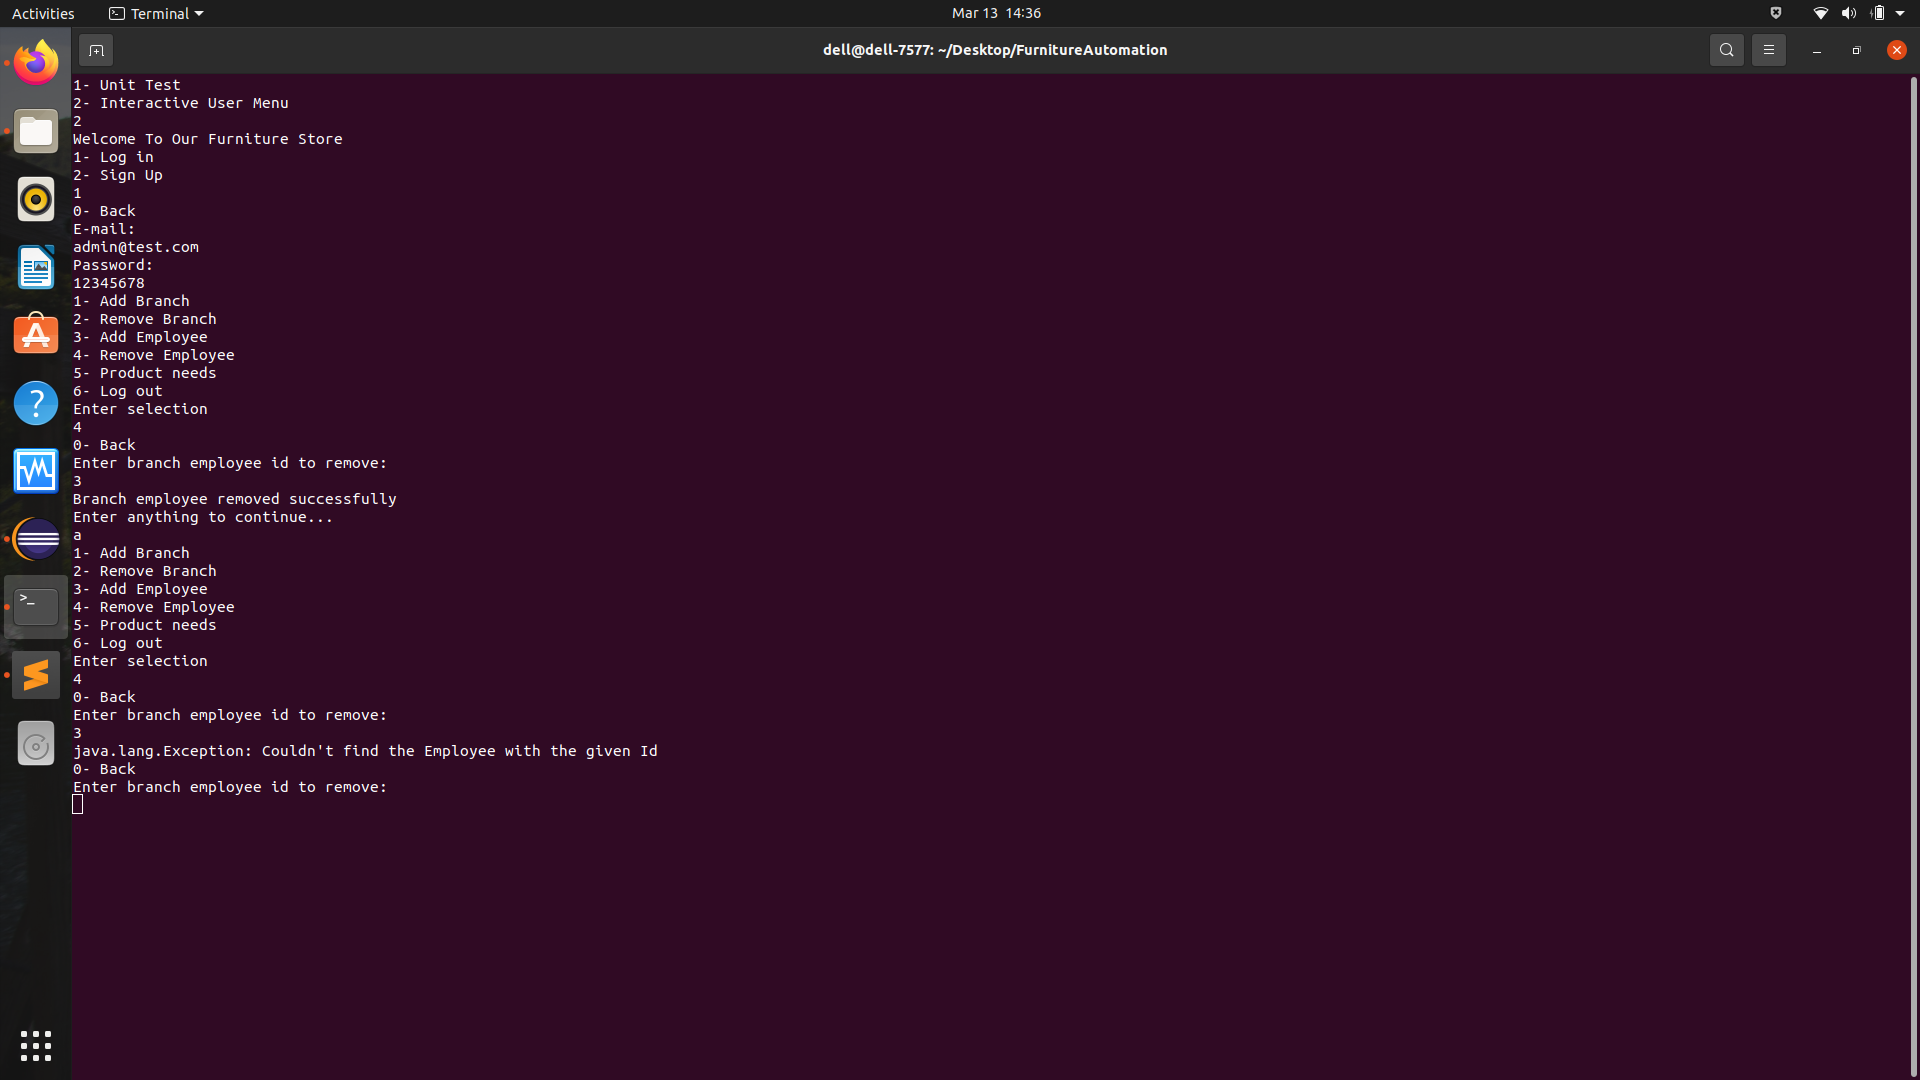 Activities
Terminal
Mar 13 14:36
dell@dell-7577: ~/Desktop/FurnitureAutomation
1- Unit Test
2- Interactive User Menu
2
Welcome To Our Furniture Store
1- Log in
2- Sign Up
1
0- Back
E-mail:
admin@test.com
Password:
12345678
1- Add Branch
2- Remove Branch
3- Add Employee
4- Remove Employee
5- Product needs
6- Log out
Enter selection
4
0- Back
Enter branch employee id to remove:
3
Branch employee removed successfully
Enter anything to continue...
a
1- Add Branch
2- Remove Branch
3- Add Employee
4- Remove Employee
5- Product needs
6- Log out
Enter selection
4
0- Back
Enter branch employee id to remove:
3
java.lang.Exception: Couldn't find the Employee with the given Id
0- Back
Enter branch employee id to remove: